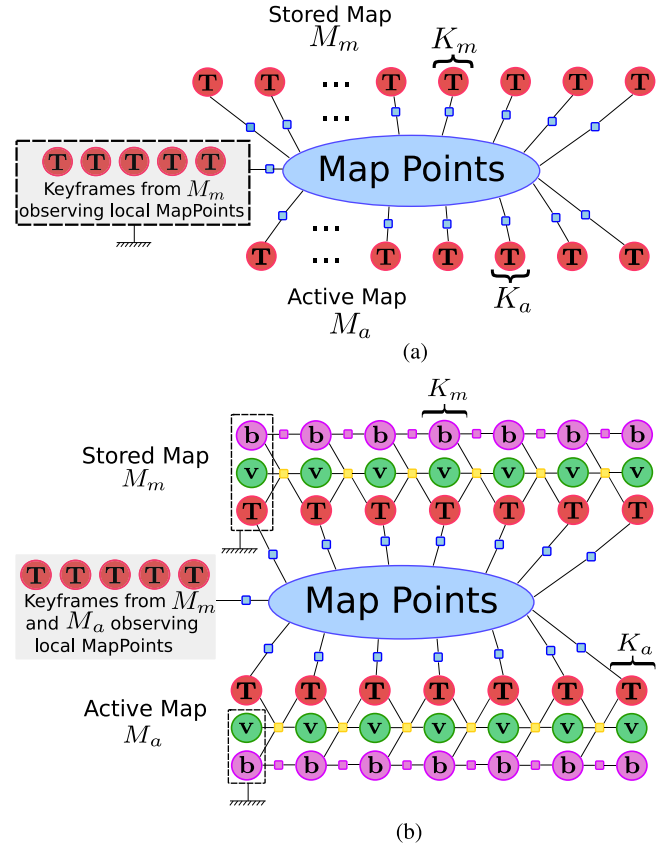 Stored Map
M_m
K_m
T T ... T T T T T
...
Map Points
T T T T T
Keyframes from M_m
observing local MapPoints
...
T ... T T T T T
Active Map
M_a
K_a
(a)
K_m
b b b b b b b
Stored Map
M_m
v v v v v v v
T T T T T T T
T T T T T
Keyframes from M_m
and M_a observing
local MapPoints
Map Points
K_a
T T T T T T T
Active Map
M_a
v v v v v v v
b b b b b b b
(b)